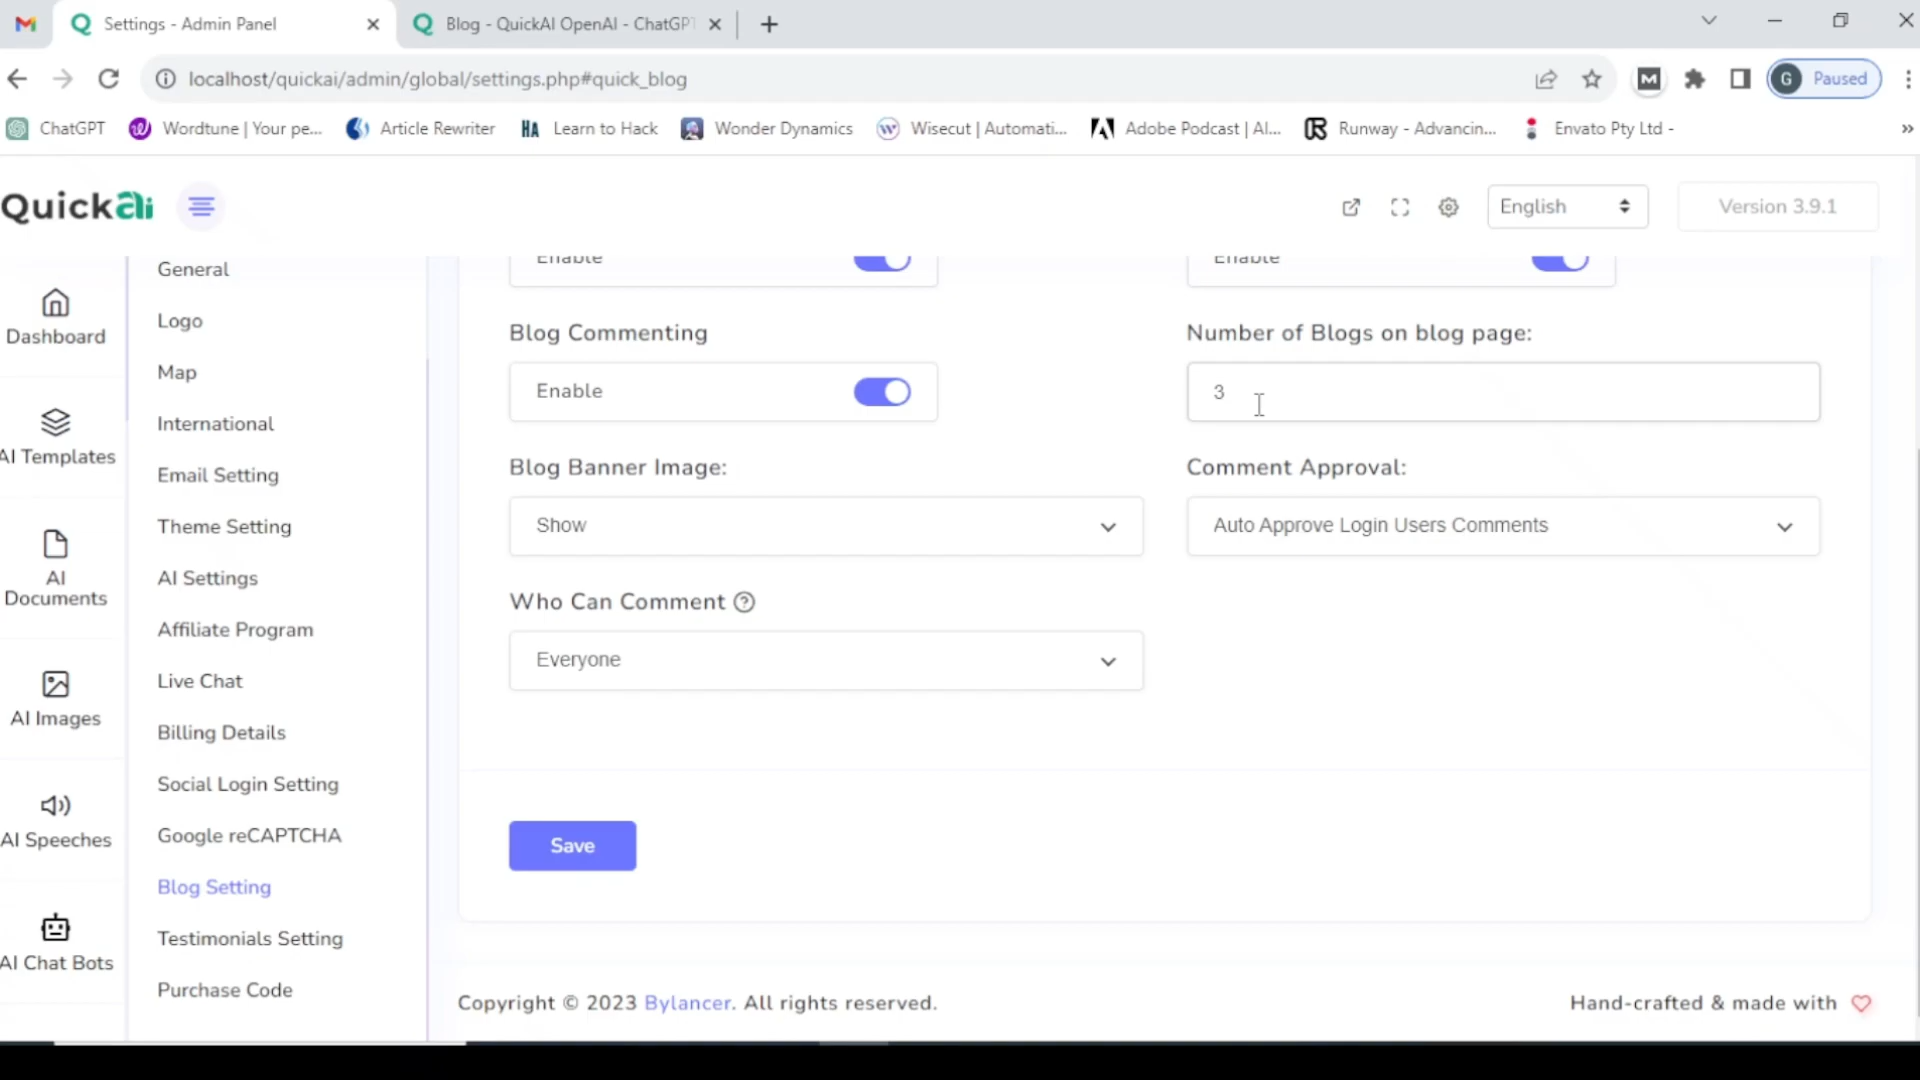 Settings - Admin Panel
Blog - QuickAI OpenAI - ChatGPT
localhost/quickai/admin/global/settings.php#quick_blog
G Paused
ChatGPT
Wordtune | Your pe...
Article Rewriter
HA Learn to Hack
Wonder Dynamics
Wisecut | Automati...
Adobe Podcast | AI...
Runway - Advancin...
Envato Pty Ltd -
»
QuickAi
English
Version 3.9.1
Dashboard
AI Templates
AI
Documents
AI Images
AI Speeches
AI Chat Bots
General
Logo
Map
International
Email Setting
Theme Setting
AI Settings
Affiliate Program
Live Chat
Billing Details
Social Login Setting
Google reCAPTCHA
Blog Setting
Testimonials Setting
Purchase Code
Enable
Enable
Blog Commenting
Enable
Number of Blogs on blog page:
3
Blog Banner Image:
Show
Comment Approval:
Auto Approve Login Users Comments
Who Can Comment ?
Everyone
Save
Copyright © 2023 Bylancer. All rights reserved.
Hand-crafted & made with